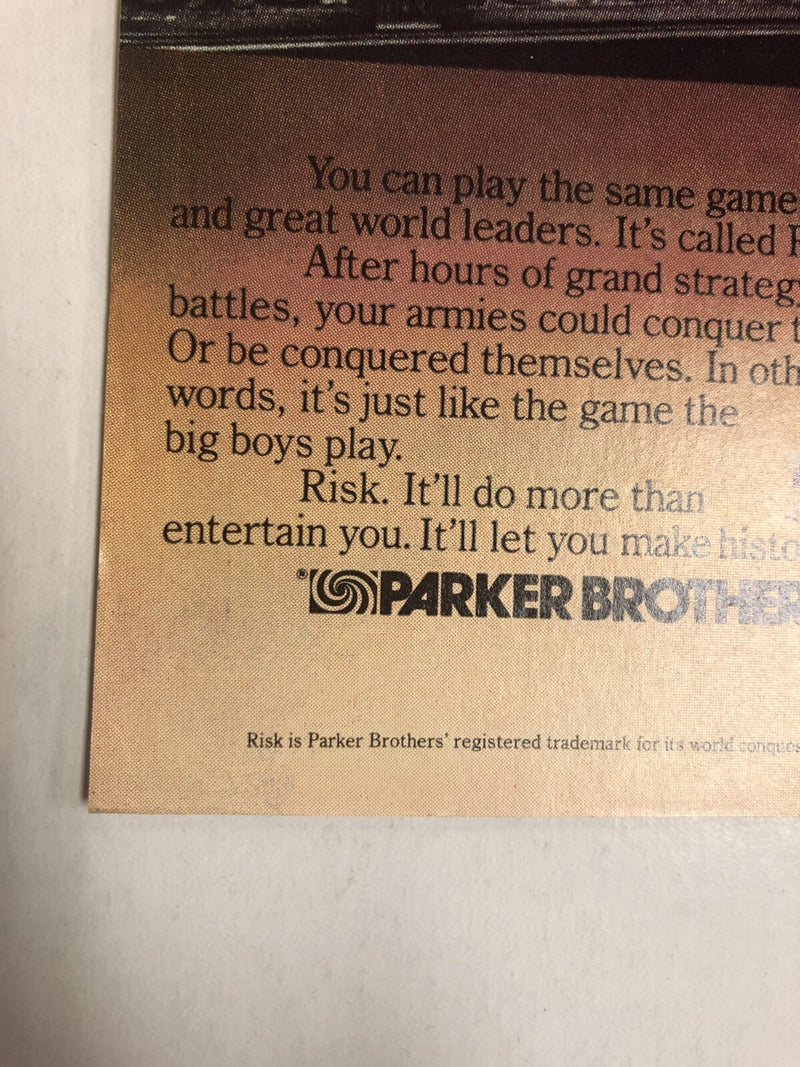 You can play the same game
and great world leaders. It's called
After hours of grand strategy
battles, your armies could conquer
Or be conquered themselves. In oth
words, it's just like the game the
big boys play.
Risk. It'll do more than
entertain you. It'll let you make histo
® PARKER BROTHER
Risk is Parker Brothers' registered trademark for its world conques